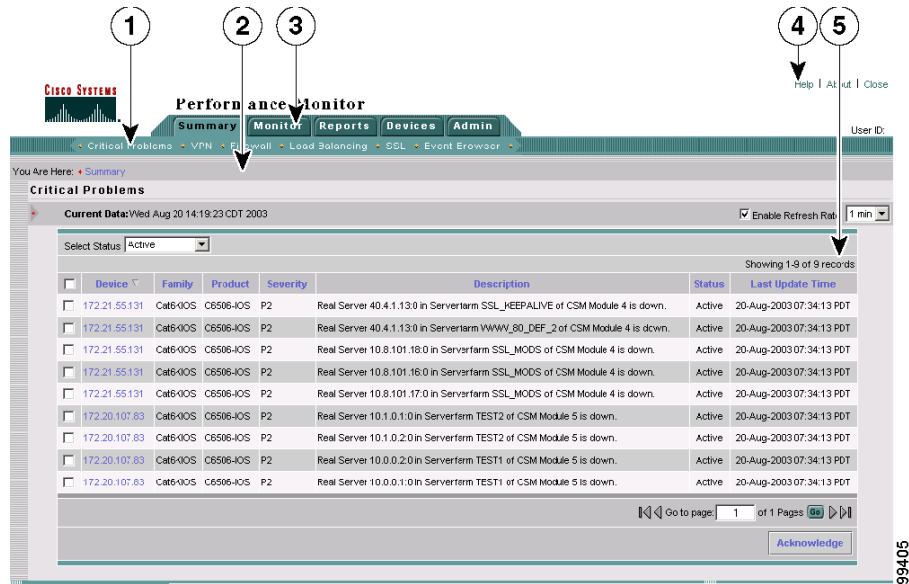 1 2 3 4 5
Help | About | Close
CISCO SYSTEMS
Performance Monitor
Summary Monitor Reports Devices Admin
User ID:
Critical Problems VPN Firewall Load Balancing SSL Event Browser
You Are Here: Summary
Critical Problems
Current Data: Wed Aug 20 14:19:23 CDT 2003 Enable Refresh Rate 1 min
Select Status Active
Showing 1-9 of 9 records
Device Family Product Severity Description Status Last Update Time
172.21.55.131 Cat6KIOS C6506-IOS P2 Real Server 40.4.1.13:0 in Serverfarm SSL_KEEPALIVE of CSM Module 4 is down. Active 20-Aug-2003 07:34:13 PDT
172.21.55.131 Cat6KIOS C6506-IOS P2 Real Server 40.4.1.13:0 in Serverfarm WWW_80_DEF_2 of CSM Module 4 is down. Active 20-Aug-2003 07:34:13 PDT
172.21.55.131 Cat6KIOS C6506-IOS P2 Real Server 10.8.101.18:0 in Serverfarm SSL_MODS of CSM Module 4 is down. Active 20-Aug-2003 07:34:13 PDT
172.21.55.131 Cat6KIOS C6506-IOS P2 Real Server 10.8.101.16:0 in Serverfarm SSL_MODS of CSM Module 4 is down. Active 20-Aug-2003 07:34:13 PDT
172.21.55.131 Cat6KIOS C6506-IOS P2 Real Server 10.8.101.17:0 in Serverfarm SSL_MODS of CSM Module 4 is down. Active 20-Aug-2003 07:34:13 PDT
172.20.107.83 Cat6KIOS C6506-IOS P2 Real Server 10.1.0.1:0 in Serverfarm TEST2 of CSM Module 5 is down. Active 20-Aug-2003 07:34:13 PDT
172.20.107.83 Cat6KIOS C6506-IOS P2 Real Server 10.1.0.2:0 in Serverfarm TEST2 of CSM Module 5 is down. Active 20-Aug-2003 07:34:13 PDT
172.20.107.83 Cat6KIOS C6506-IOS P2 Real Server 10.0.0.2:0 in Serverfarm TEST1 of CSM Module 5 is down. Active 20-Aug-2003 07:34:13 PDT
172.20.107.83 Cat6KIOS C6506-IOS P2 Real Server 10.0.0.1:0 in Serverfarm TEST1 of CSM Module 5 is down. Active 20-Aug-2003 07:34:13 PDT
Go to page: 1 of 1 Pages Go
Acknowledge
99405